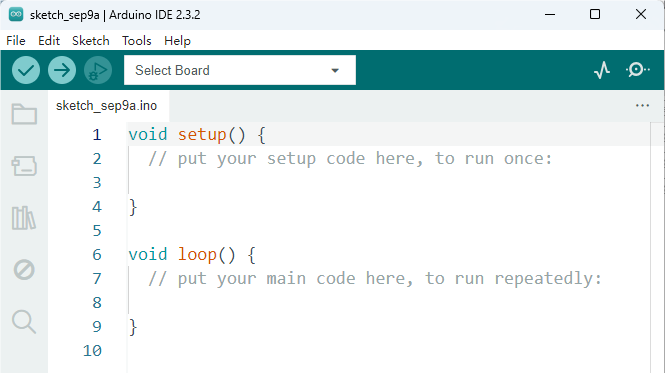 sketch_sep9a | Arduino IDE 2.3.2
File Edit Sketch Tools Help
Select Board
sketch_sep9a.ino
1 void setup() {
2   // put your setup code here, to run once:
3
4 }
5
6 void loop() {
7   // put your main code here, to run repeatedly:
8
9 }
10